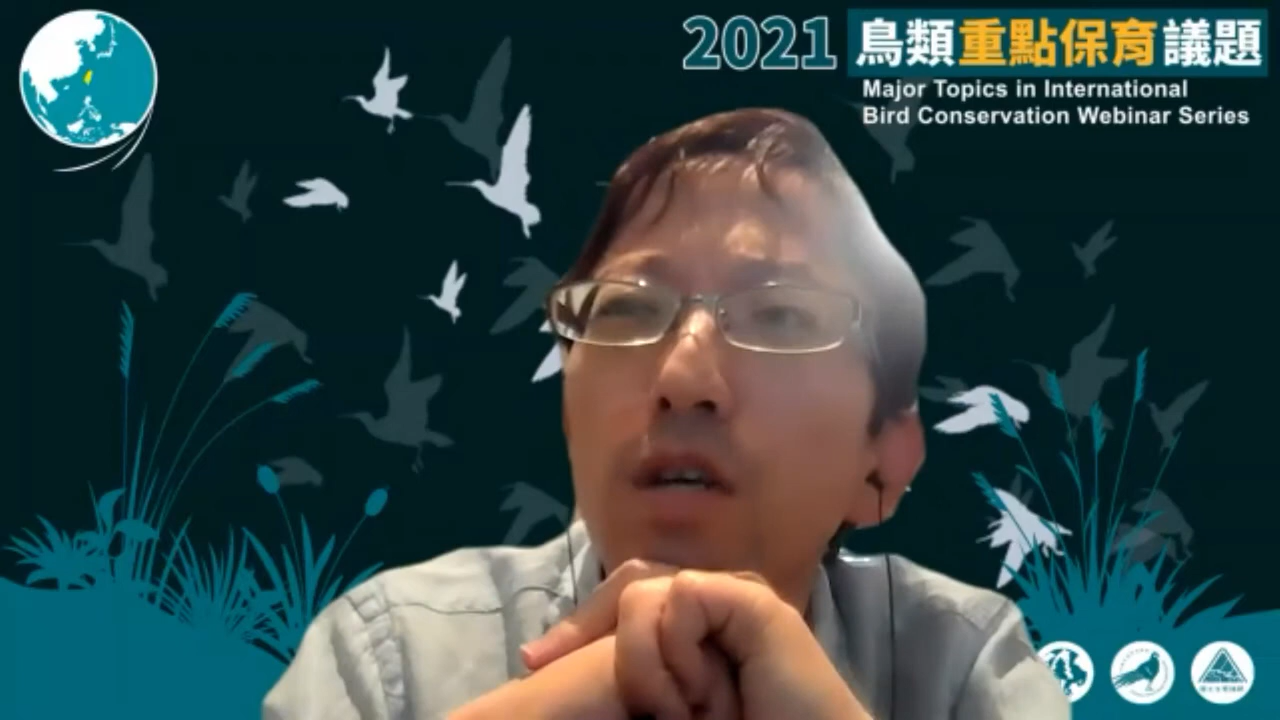 2021 鳥類重點保育議題
Major Topics in International
Bird Conservation Webinar Series